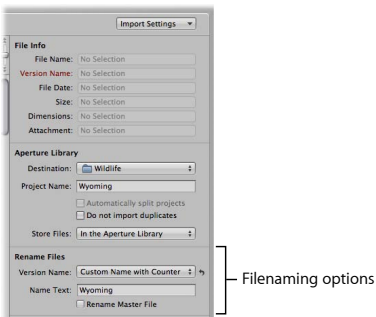 Import Settings
File Info
File Name: No Selection
Version Name: No Selection
File Date: No Selection
Size: No Selection
Dimensions: No Selection
Attachment: No Selection
Aperture Library
Destination: Wildlife
Project Name: Wyoming
Automatically split projects
Do not import duplicates
Store Files: In the Aperture Library
Rename Files
Version Name: Custom Name with Counter
Name Text: Wyoming
Rename Master File
Filenaming options